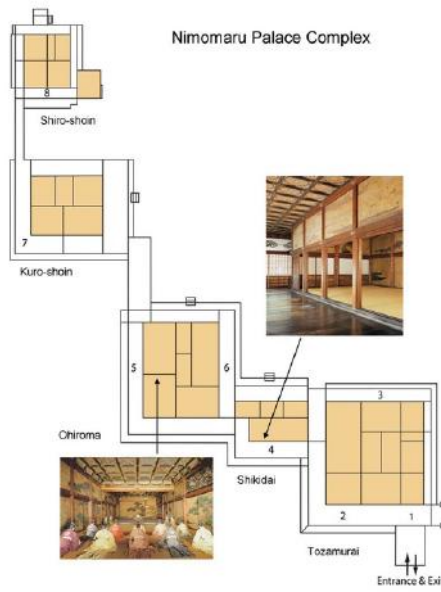 Nimomaru Palace Complex
8
Shiro-shoin
7
Kuro-shoin
5
6
3
Ohiroma
4
Shikidai
2
1
Tozamurai
Entrance & Exi